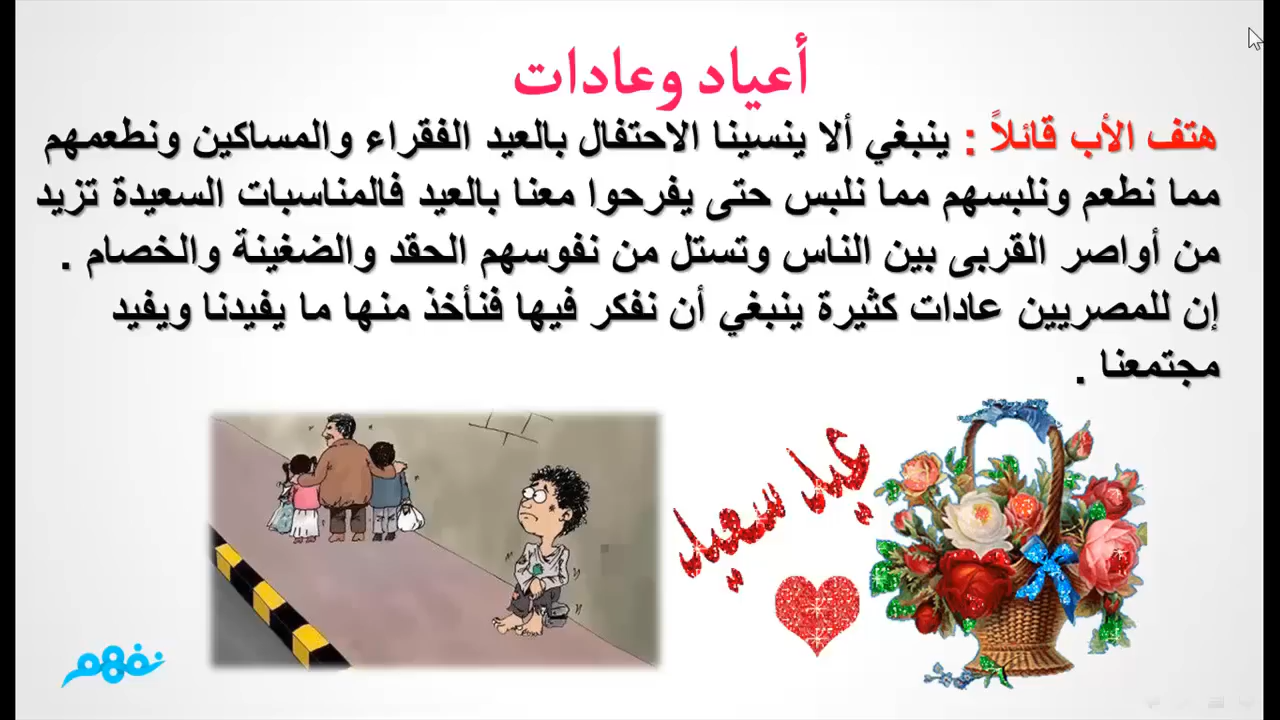 أعياد وعادات
هتف الأب قائلاً : ينبغي ألا ينسينا الاحتفال بالعيد الفقراء والمساكين ونطعمهم
مما نطعم ونلبسهم مما نلبس حتى يفرحوا معنا بالعيد فالمناسبات السعيدة تزيد
من أواصر القربى بين الناس وتستل من نفوسهم الحقد والضغينة والخصام .
إن للمصريين عادات كثيرة ينبغي أن نفكر فيها فنأخذ منها ما يفيدنا ويفيد
مجتمعنا .
عيد سعيد
نفهم